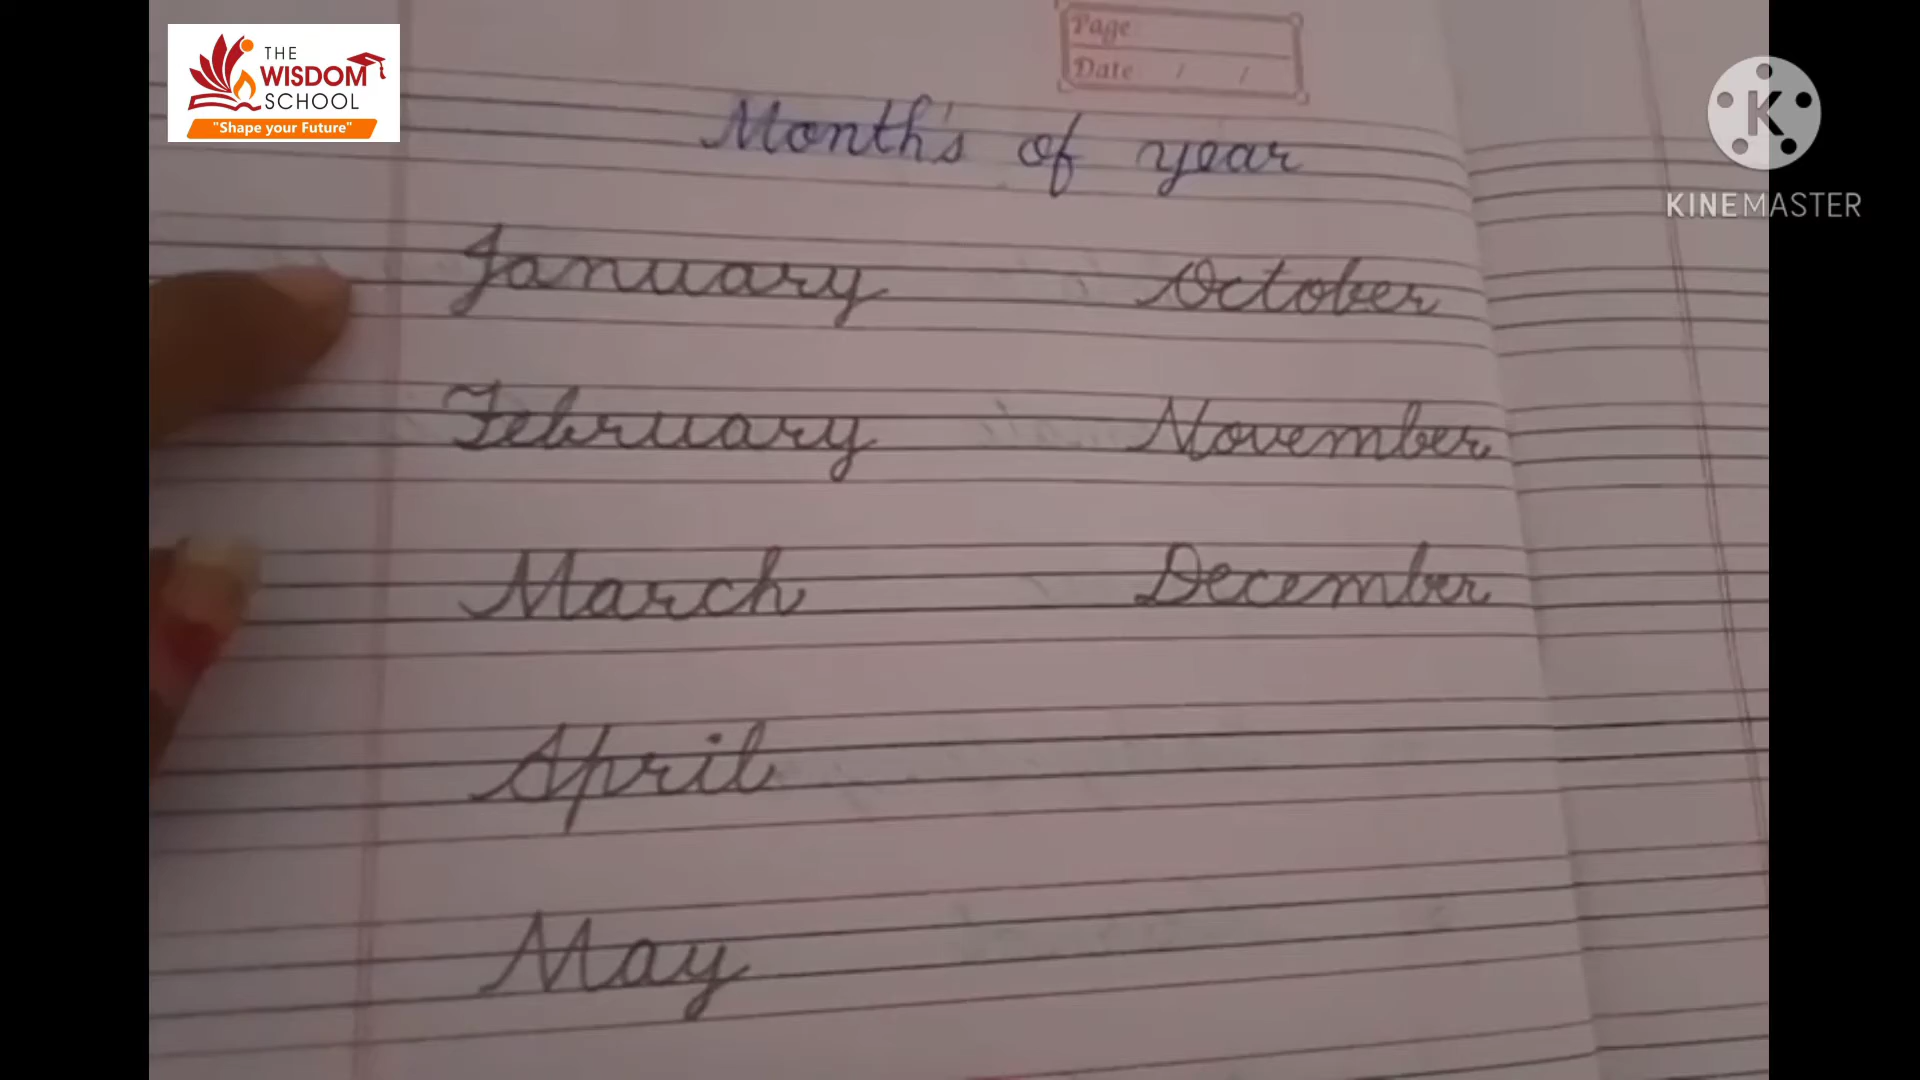 THE
WISDOM
SCHOOL
"Shape your Future"
Page
Date / /
K
KINEMASTER
Month's of year
January October
February November
March December
April
May